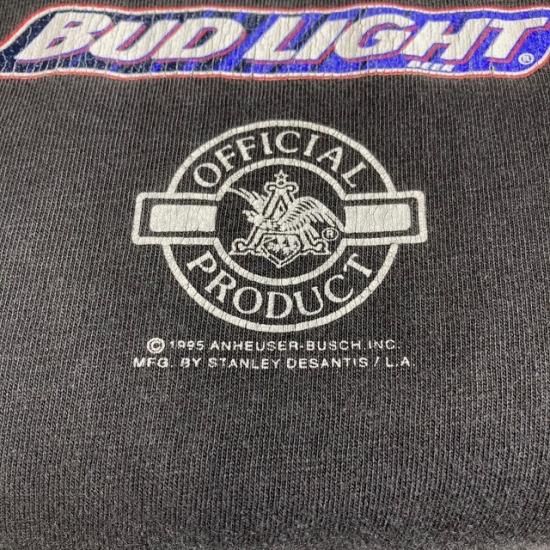 BUD LIGHT®
BEER
OFFICIAL
®
PRODUCT
© 1995 ANHEUSER-BUSCH, INC.
MFG. BY STANLEY DESANTIS / L.A.